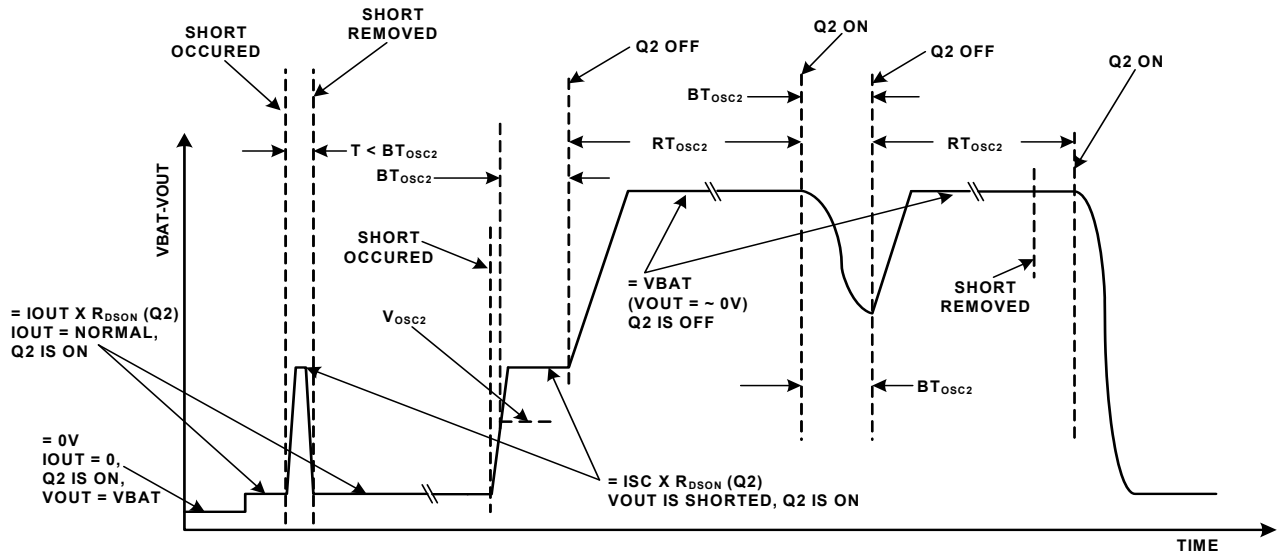 SHORT
OCCURED
SHORT
REMOVED
Q2 OFF
Q2 ON
Q2 OFF
Q2 ON
BTOSC2
T < BTOSC2
RTOSC2
RTOSC2
BTOSC2
VBAT-VOUT
SHORT
OCCURED
= VBAT
(VOUT = ~ 0V)
Q2 IS OFF
SHORT
REMOVED
= IOUT X RDSON (Q2)
IOUT = NORMAL,
Q2 IS ON
VOSC2
BTOSC2
= 0V
IOUT = 0,
Q2 IS ON,
VOUT = VBAT
= ISC X RDSON (Q2)
VOUT IS SHORTED, Q2 IS ON
TIME